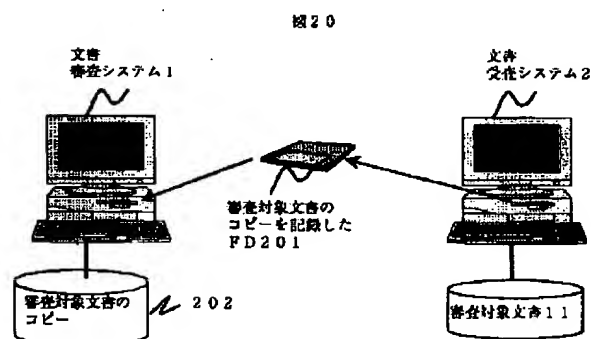 図20
文書
審査システム1
文書
受信システム2
審査対象文書の
コピーを記録した
FD201
審査対象文書の
コピー
202
審査対象文書11